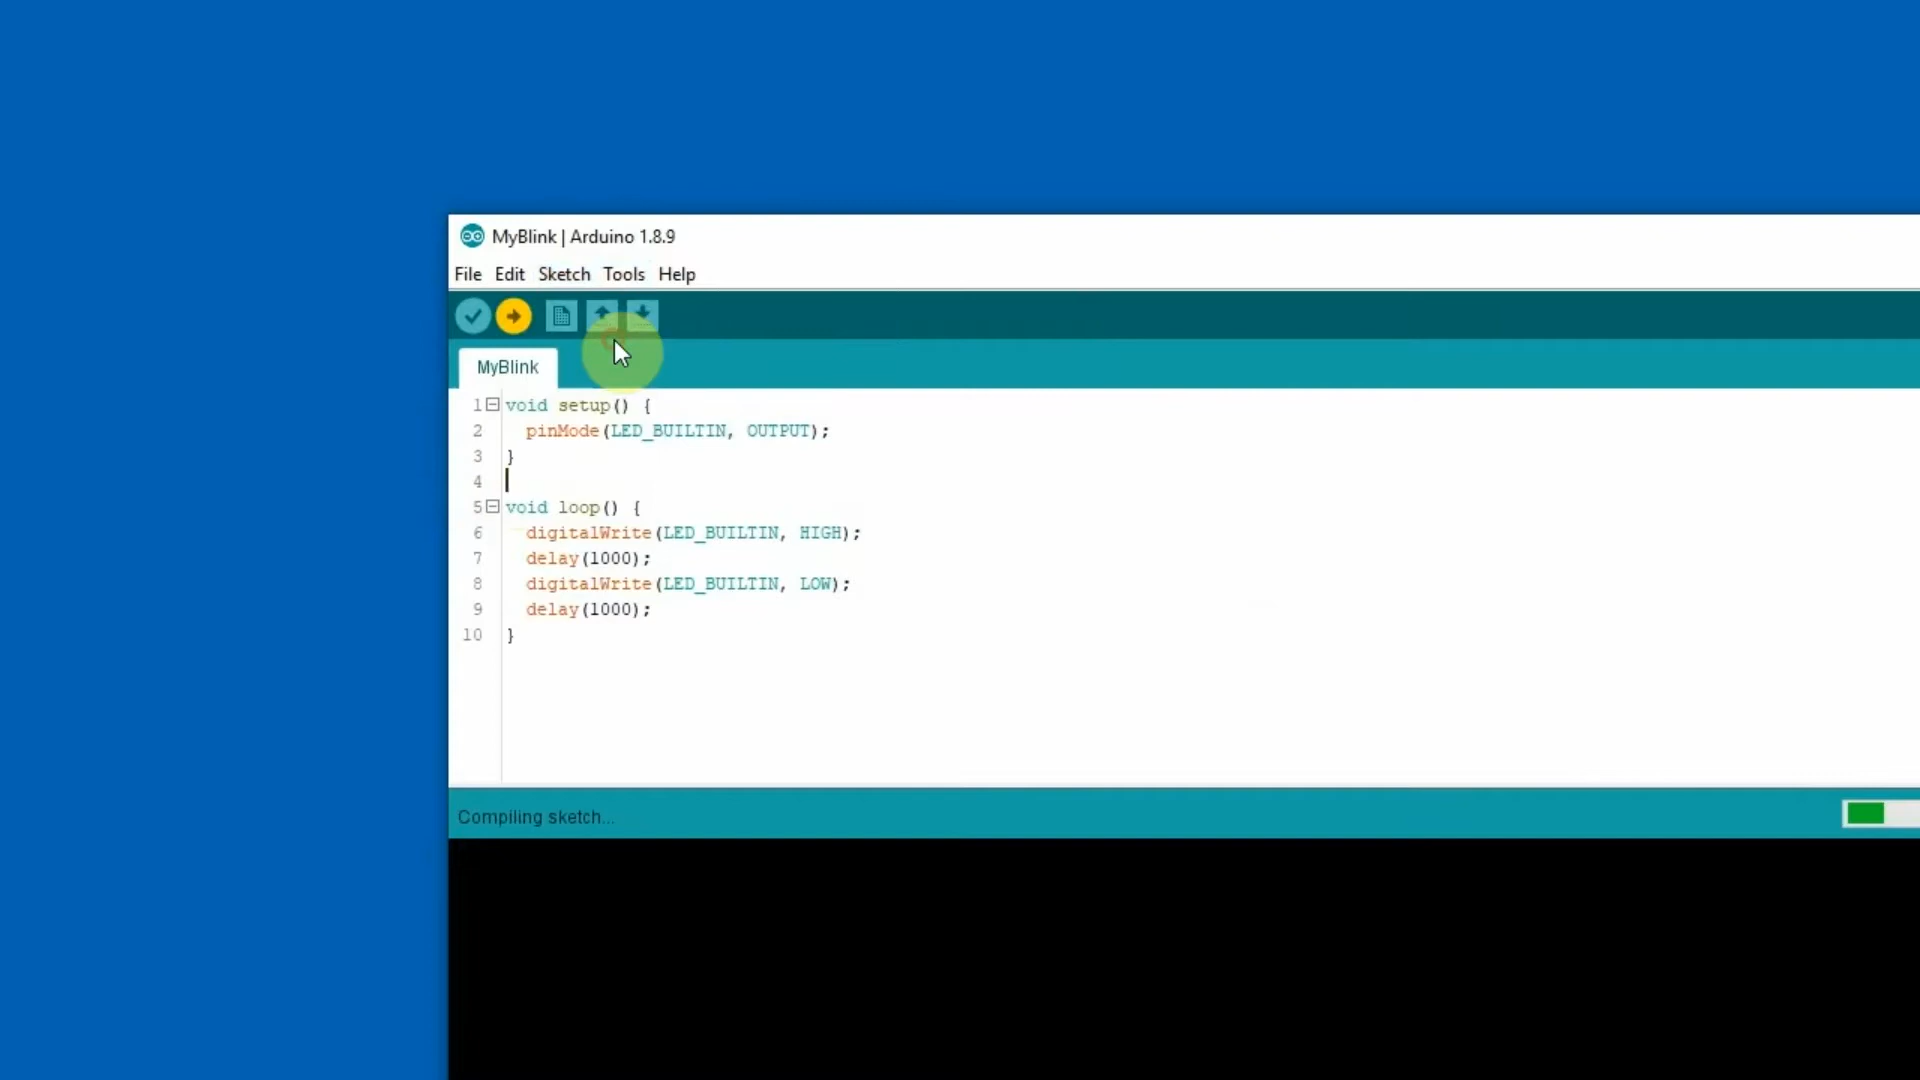 MyBlink | Arduino 1.8.9
File Edit Sketch Tools Help
MyBlink
1 void setup() {
2 pinMode(LED_BUILTIN, OUTPUT);
3 }
4
5 void loop() {
6 digitalWrite(LED_BUILTIN, HIGH);
7 delay(1000);
8 digitalWrite(LED_BUILTIN, LOW);
9 delay(1000);
10 }
Compiling sketch...